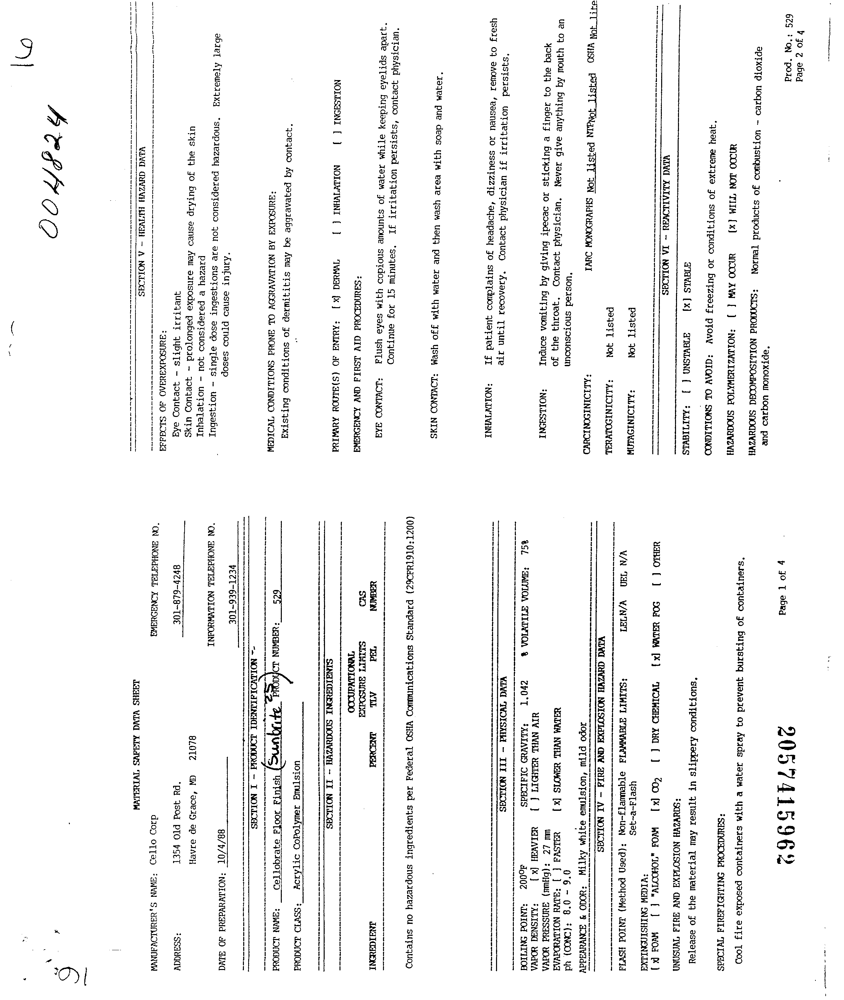 MATERIAL SAFETY DATA SHEET
MANUFACTURER'S NAME: Cello Corp EMERGENCY TELEPHONE NO.
ADDRESS: 1354 Old Post Rd. 301-879-4248
Havre de Grace, MD 21078
INFORMATION TELEPHONE NO.
DATE OF PREPARATION: 10/4/88 301-939-1234
SECTION I - PRODUCT IDENTIFICATION -
PRODUCT NAME: Cellobrate Floor Finish (Sunbrite 25) PRODUCT NUMBER: 529
PRODUCT CLASS: Acrylic CoPolymer Emulsion
SECTION II - HAZARDOUS INGREDIENTS
OCCUPATIONAL
EXPOSURE LIMITS CAS
INGREDIENT PERCENT TLV PEL NUMBER
Contains no hazardous ingredients per Federal OSHA Communications Standard (29CFR1910:1200)
SECTION III - PHYSICAL DATA
BOILING POINT: 200ºF SPECIFIC GRAVITY: 1.042 % VOLATILE VOLUME: 75%
VAPOR DENSITY: [x] HEAVIER [ ] LIGHTER THAN AIR
VAPOR PRESSURE (mmHg): 27 mm
EVAPORATION RATE: [ ] FASTER [x] SLOWER THAN WATER
ph (CONC): 8.0 - 9.0
APPEARANCE & ODOR: Milky white emulsion, mild odor
SECTION IV - FIRE AND EXPLOSION HAZARD DATA
FLASH POINT (Method Used): Non-flammable FLAMMABLE LIMITS: LELN/A UEL N/A
Set-a-Flash
EXTINGUISHING MEDIA:
[x] FOAM [ ] "ALCOHOL" FOAM [x] CO2 [ ] DRY CHEMICAL [x] WATER FOG [ ] OTHER
UNUSUAL FIRE AND EXPLOSION HAZARDS:
Release of the material may result in slippery conditions.
SPECIAL FIREFIGHTING PROCEDURES:
Cool fire exposed containers with a water spray to prevent bursting of containers.
Page 1 of 4
2057415962
004824
16
SECTION V - HEALTH HAZARD DATA
EFFECTS OF OVEREXPOSURE:
Eye Contact - slight irritant
Skin Contact - prolonged exposure may cause drying of the skin
Inhalation - not considered a hazard
Ingestion - single dose ingestions are not considered hazardous. Extremely large
doses could cause injury.
MEDICAL CONDITIONS PRONE TO AGGRAVATION BY EXPOSURE:
Existing conditions of dermititis may be aggravated by contact.
PRIMARY ROUTE(S) OF ENTRY: [x] DERMAL [ ] INHALATION [ ] INGESTION
EMERGENCY AND FIRST AID PROCEDURES:
EYE CONTACT: Flush eyes with copious amounts of water while keeping eyelids apart.
Continue for 15 minutes. If irritation persists, contact physician.
SKIN CONTACT: Wash off with water and then wash area with soap and water.
INHALATION: If patient complains of headache, dizziness or nausea, remove to fresh
air until recovery. Contact physician if irritation persists.
INGESTION: Induce vomiting by giving ipecac or sticking a finger to the back
of the throat. Contact physician. Never give anything by mouth to an
unconscious person.
CARCINOGINICITY: IARC MONOGRAPHS Not listed NTPNot listed OSHA Not liste
TERATOGINICITY: Not listed
MUTAGINICITY: Not listed
SECTION VI - REACTIVITY DATA
STABILITY: [ ] UNSTABLE [x] STABLE
CONDITIONS TO AVOID: Avoid freezing or conditions of extreme heat.
HAZARDOUS POLYMERIZATION: [ ] MAY OCCUR [x] WILL NOT OCCUR
HAZARDOUS DECOMPOSITION PRODUCTS: Normal products of combustion - carbon dioxide
and carbon monoxide.
Prod. No.: 529
Page 2 of 4